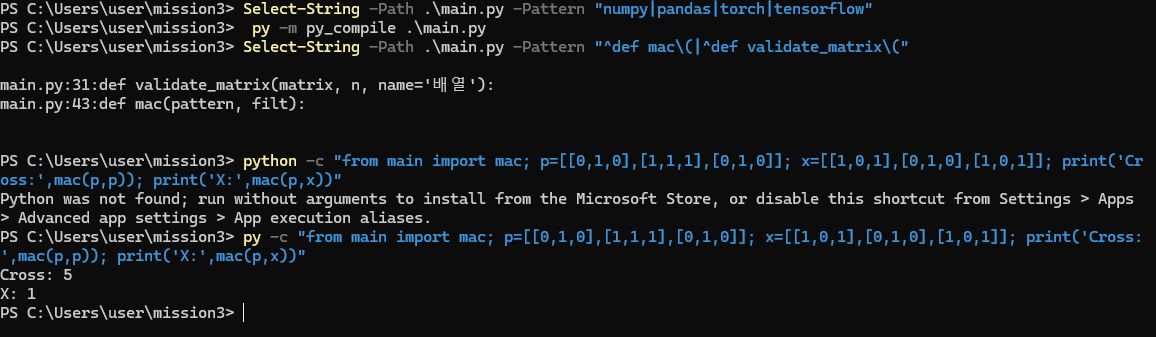 PS C:\Users\user\mission3> Select-String -Path .\main.py -Pattern "numpy|pandas|torch|tensorflow"
PS C:\Users\user\mission3>  py -m py_compile .\main.py
PS C:\Users\user\mission3> Select-String -Path .\main.py -Pattern "^def mac\(|^def validate_matrix\("
main.py:31:def validate_matrix(matrix, n, name='배열'):
main.py:43:def mac(pattern, filt):
PS C:\Users\user\mission3> python -c "from main import mac; p=[[0,1,0],[1,1,1],[0,1,0]]; x=[[1,0,1],[0,1,0],[1,0,1]]; print('Cr
oss:',mac(p,p)); print('X:',mac(p,x))"
Python was not found; run without arguments to install from the Microsoft Store, or disable this shortcut from Settings > Apps
> Advanced app settings > App execution aliases.
PS C:\Users\user\mission3> py -c "from main import mac; p=[[0,1,0],[1,1,1],[0,1,0]]; x=[[1,0,1],[0,1,0],[1,0,1]]; print('Cross:
',mac(p,p)); print('X:',mac(p,x))"
Cross: 5
X: 1
PS C:\Users\user\mission3>